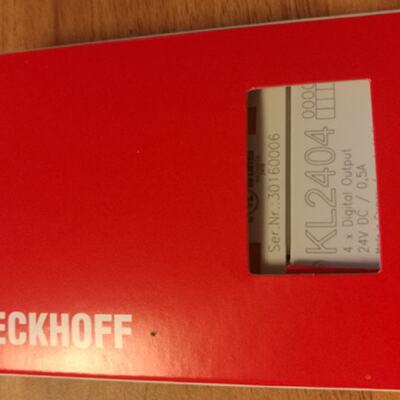 ECKHOFF
Ser.Nr.:30160006
KL2404
4 x Digital Output
24V DC / 0,5A